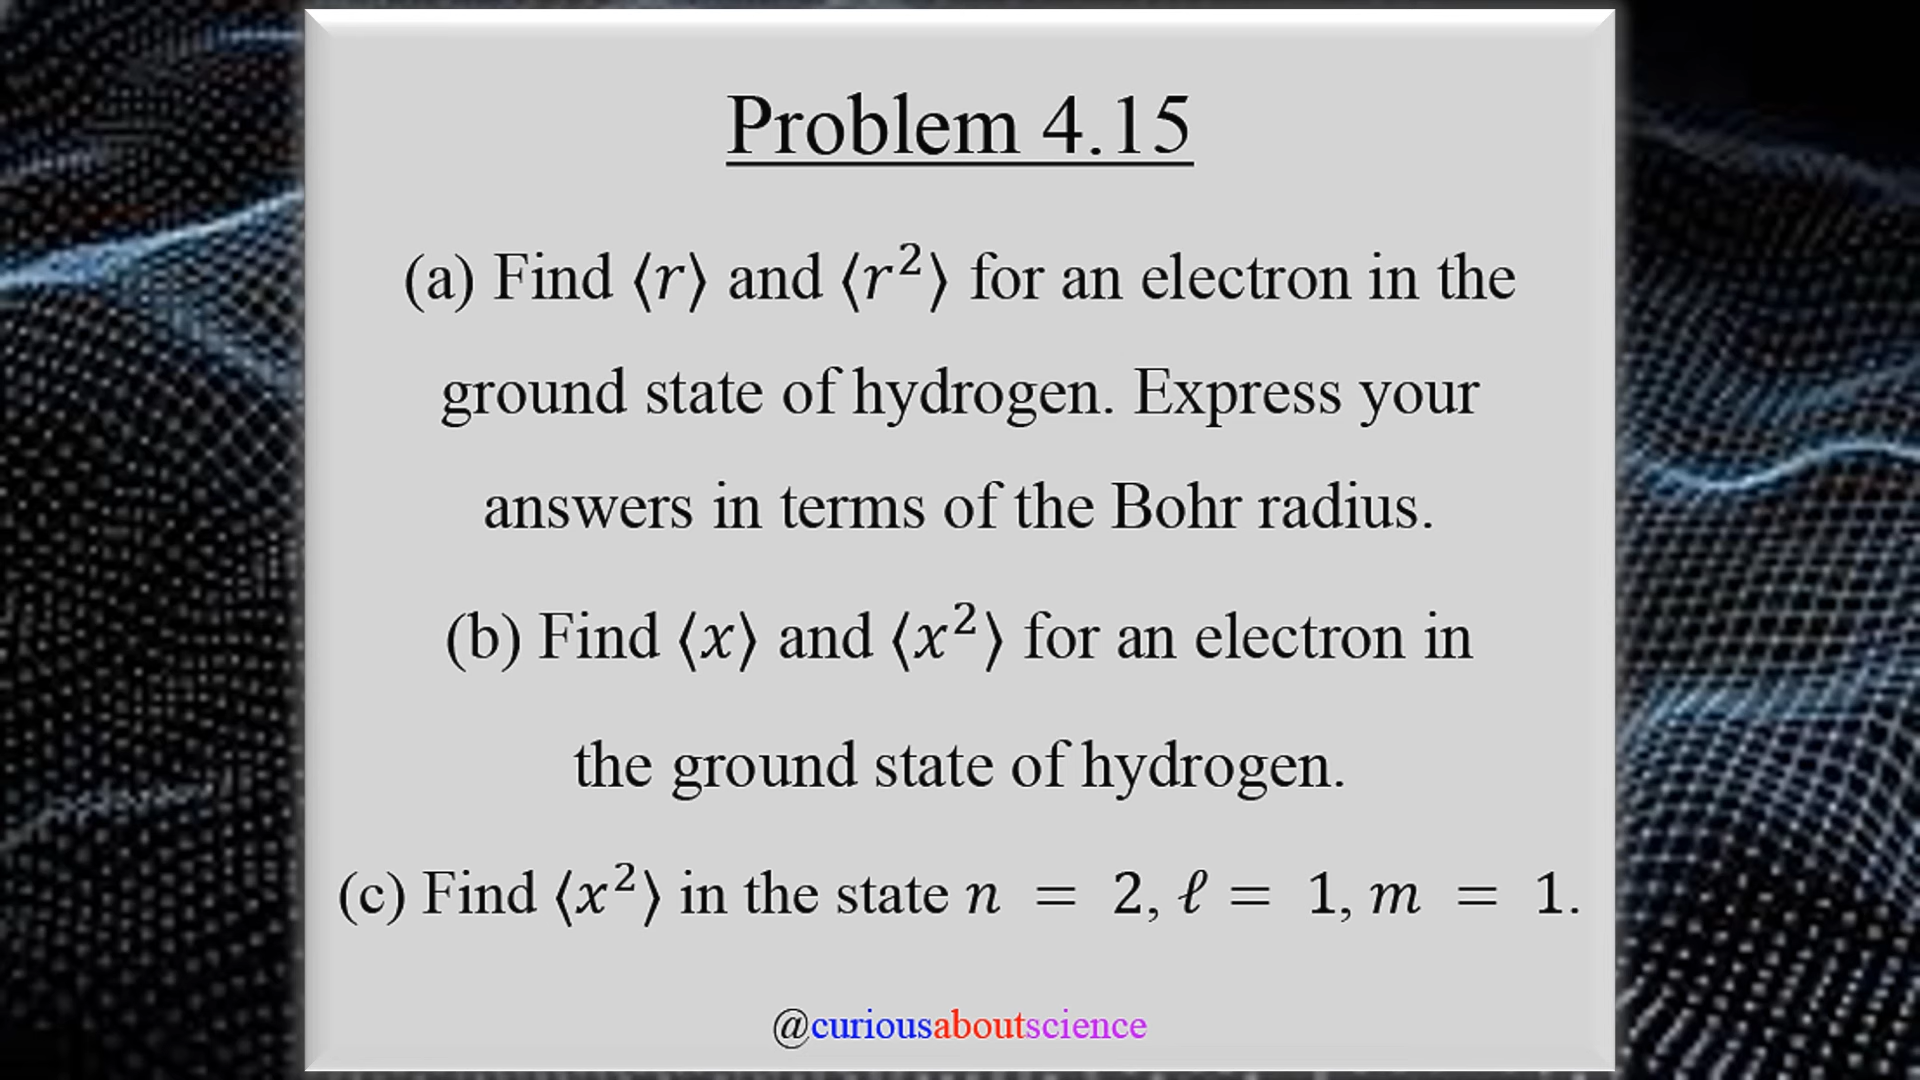 Problem 4.15
(a) Find ⟨r⟩ and ⟨r²⟩ for an electron in the
ground state of hydrogen. Express your
answers in terms of the Bohr radius.
(b) Find ⟨x⟩ and ⟨x²⟩ for an electron in
the ground state of hydrogen.
(c) Find ⟨x²⟩ in the state n = 2, ℓ = 1, m = 1.
@curiousaboutscience